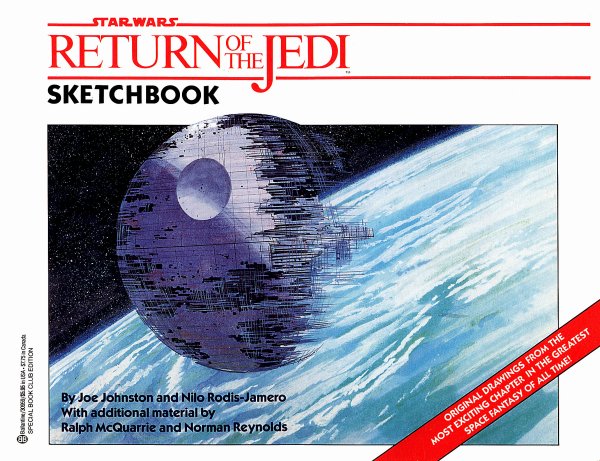 STAR WARS
RETURN OF THE JEDI
SKETCHBOOK
By Joe Johnston and Nilo Rodis-Jamero
With additional material by
Ralph McQuarrie and Norman Reynolds
ORIGINAL DRAWINGS FROM THE
MOST EXCITING CHAPTER IN THE GREATEST
SPACE FANTASY OF ALL TIME!
SPECIAL BOOK CLUB EDITION